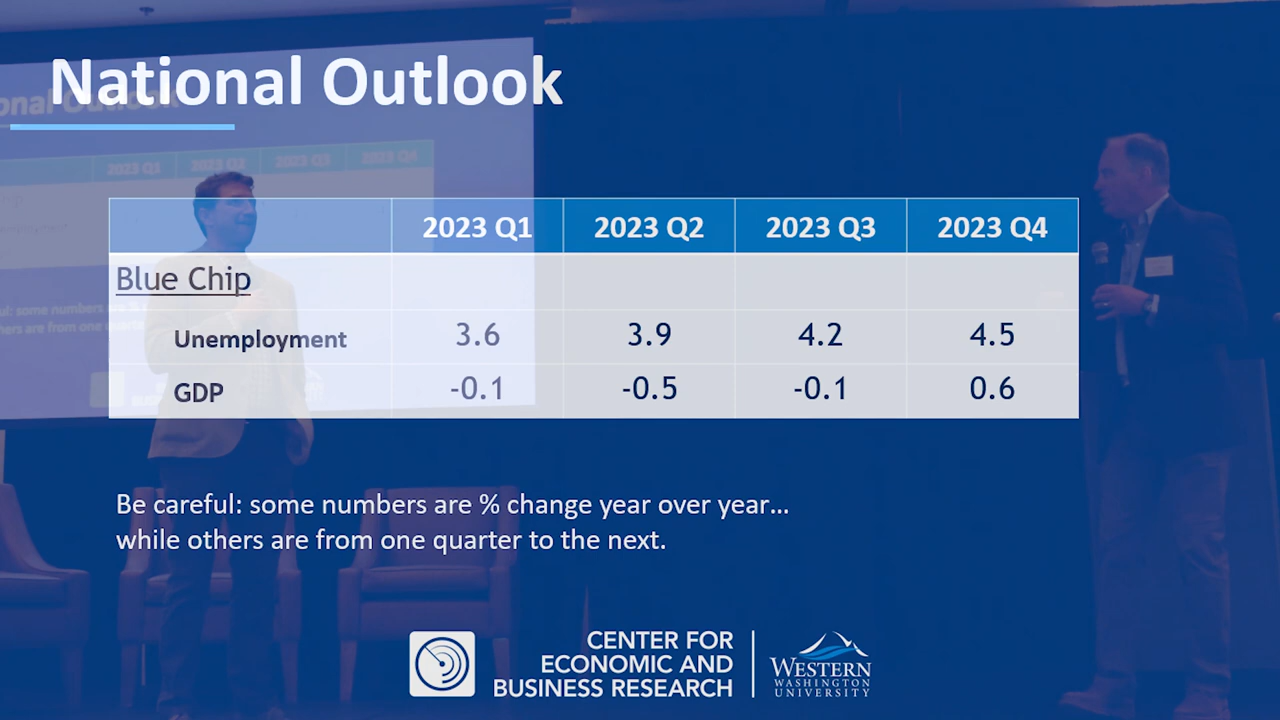 National Outlook
2023 Q1 2023 Q2 2023 Q3 2023 Q4
Blue Chip
Unemployment 3.6 3.9 4.2 4.5
GDP -0.1 -0.5 -0.1 0.6
Be careful: some numbers are % change year over year...
while others are from one quarter to the next.
CENTER FOR
ECONOMIC AND
BUSINESS RESEARCH
WESTERN
WASHINGTON
UNIVERSITY